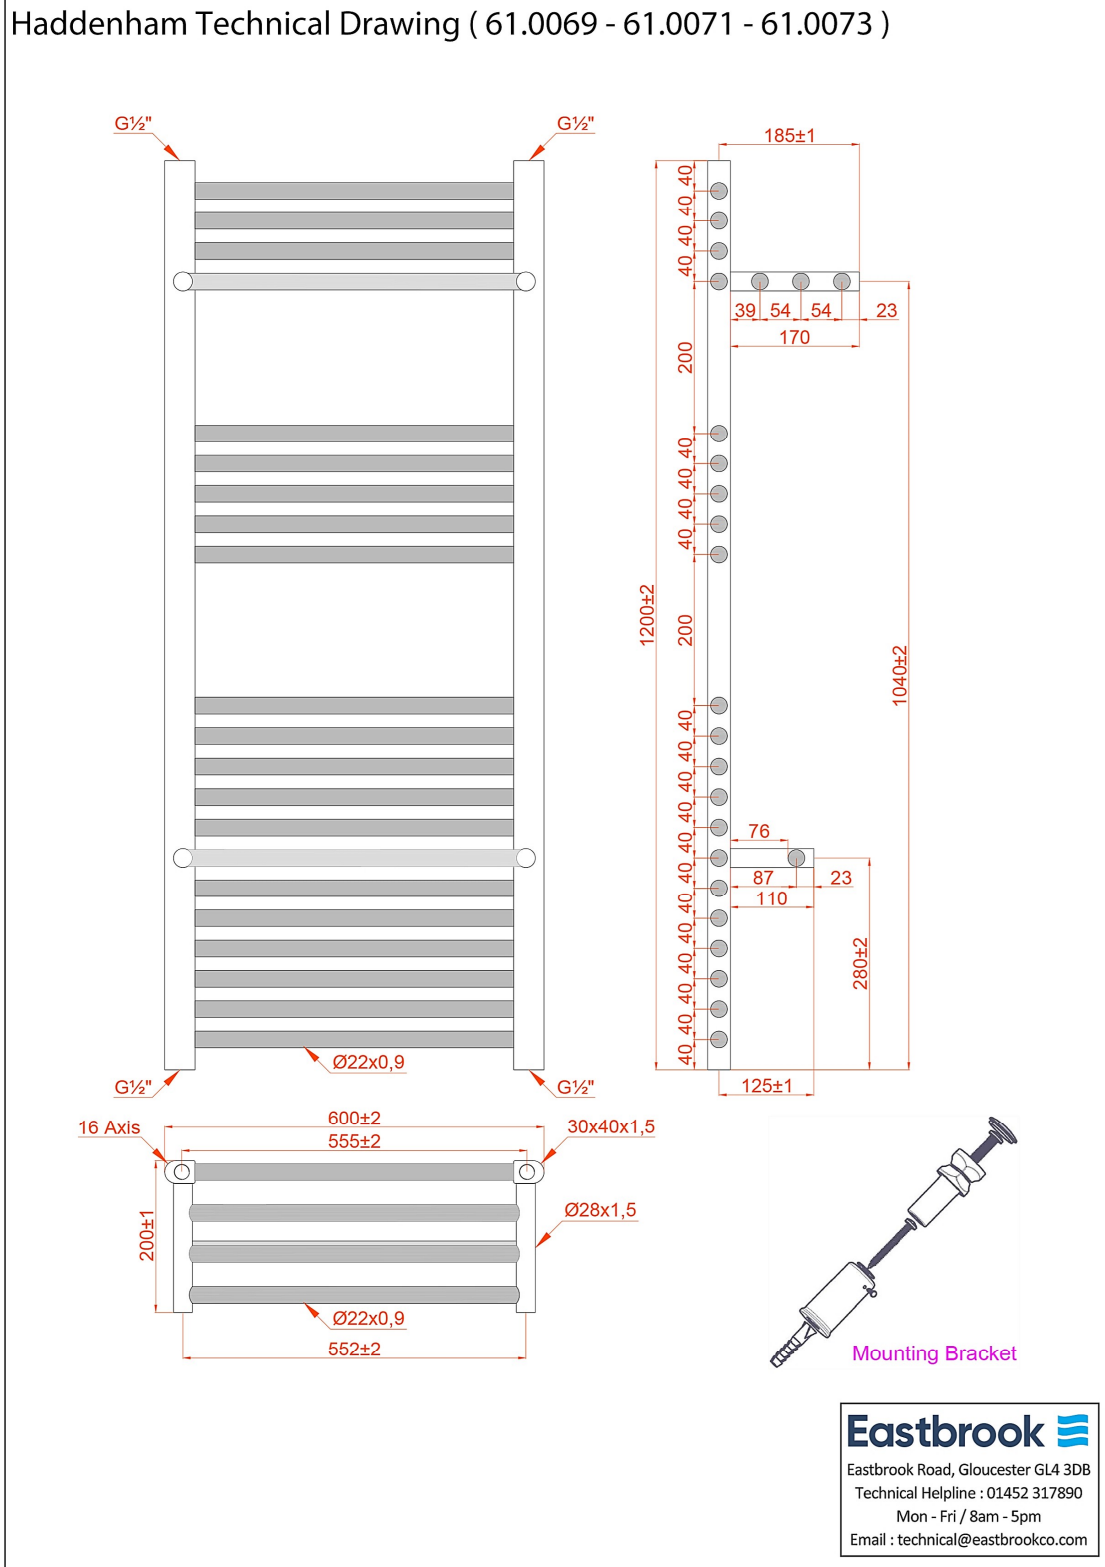 Haddenham Technical Drawing ( 61.0069 - 61.0071 - 61.0073 )
G½"
G½"
185±1
40
40
40
40
39
54
54
23
170
200
40
40
40
40
1200±2
200
1040±2
40
40
40
40
40
40
40
40
40
40
40
40
76
87
23
110
280±2
Ø22x0,9
G½"
G½"
125±1
600±2
16 Axis
30x40x1,5
555±2
200±1
Ø28x1,5
Ø22x0,9
552±2
Mounting Bracket
Eastbrook
Eastbrook Road, Gloucester GL4 3DB
Technical Helpline : 01452 317890
Mon - Fri / 8am - 5pm
Email : technical@eastbrookco.com